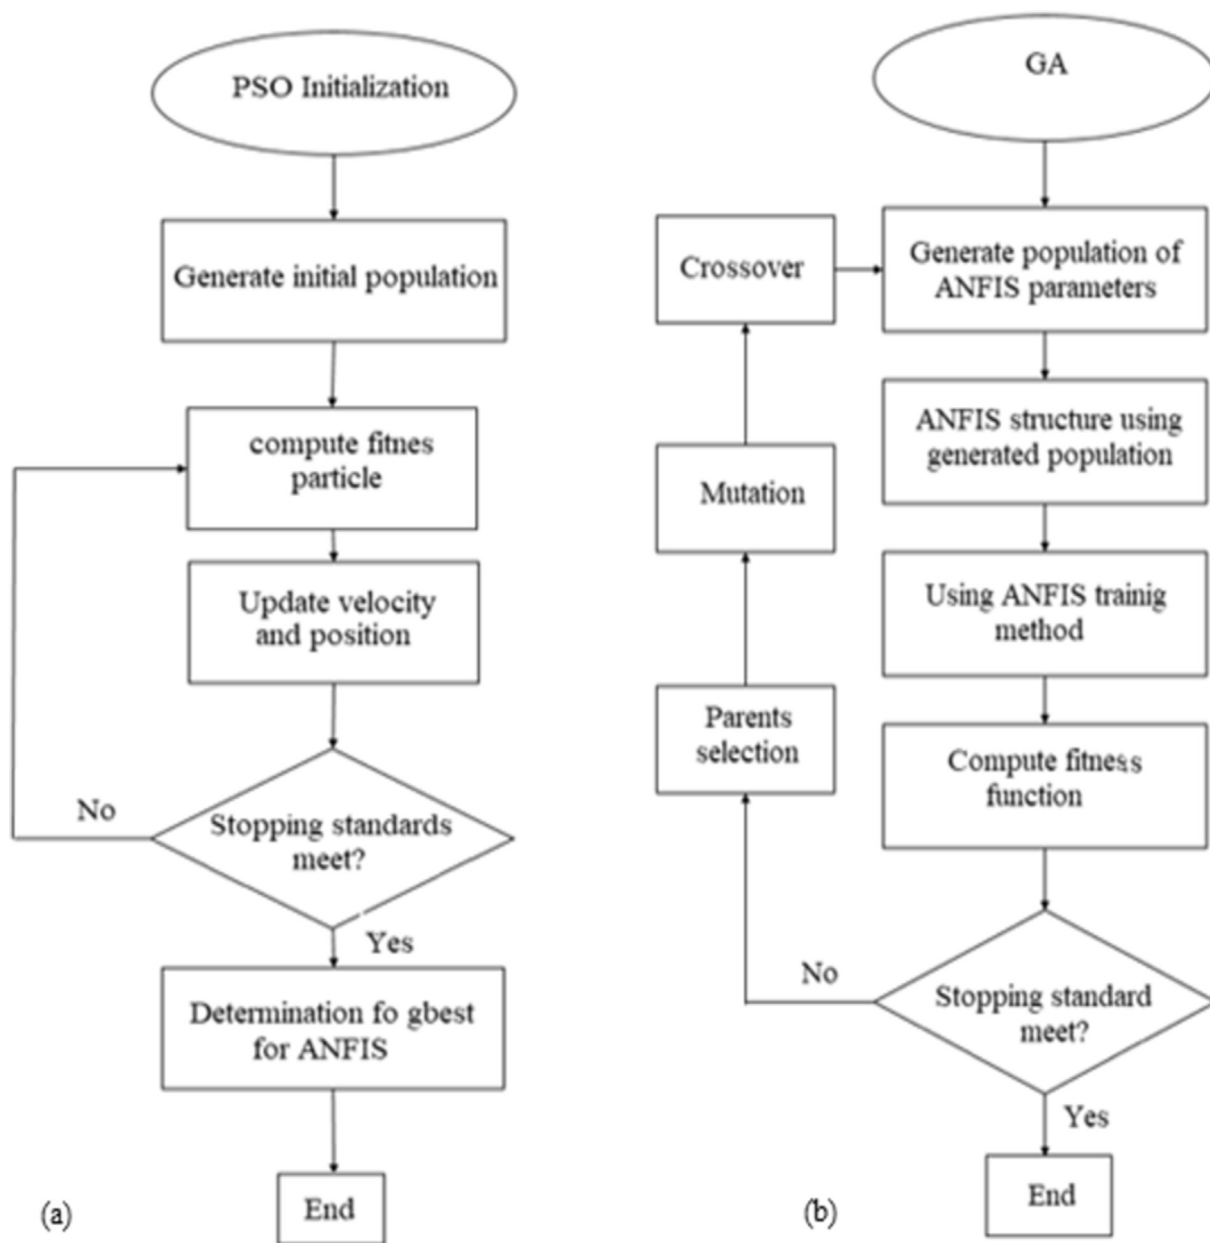 PSO Initialization
Generate initial population
compute fitnes
particle
Update velocity
and position
Stopping standards
meet?
No
Yes
Determination fo gbest
for ANFIS
End
(a)
GA
Generate population of
ANFIS parameters
Crossover
ANFIS structure using
generated population
Mutation
Using ANFIS trainig
method
Parents
selection
Compute fitness
function
Stopping standard
meet?
No
Yes
End
(b)